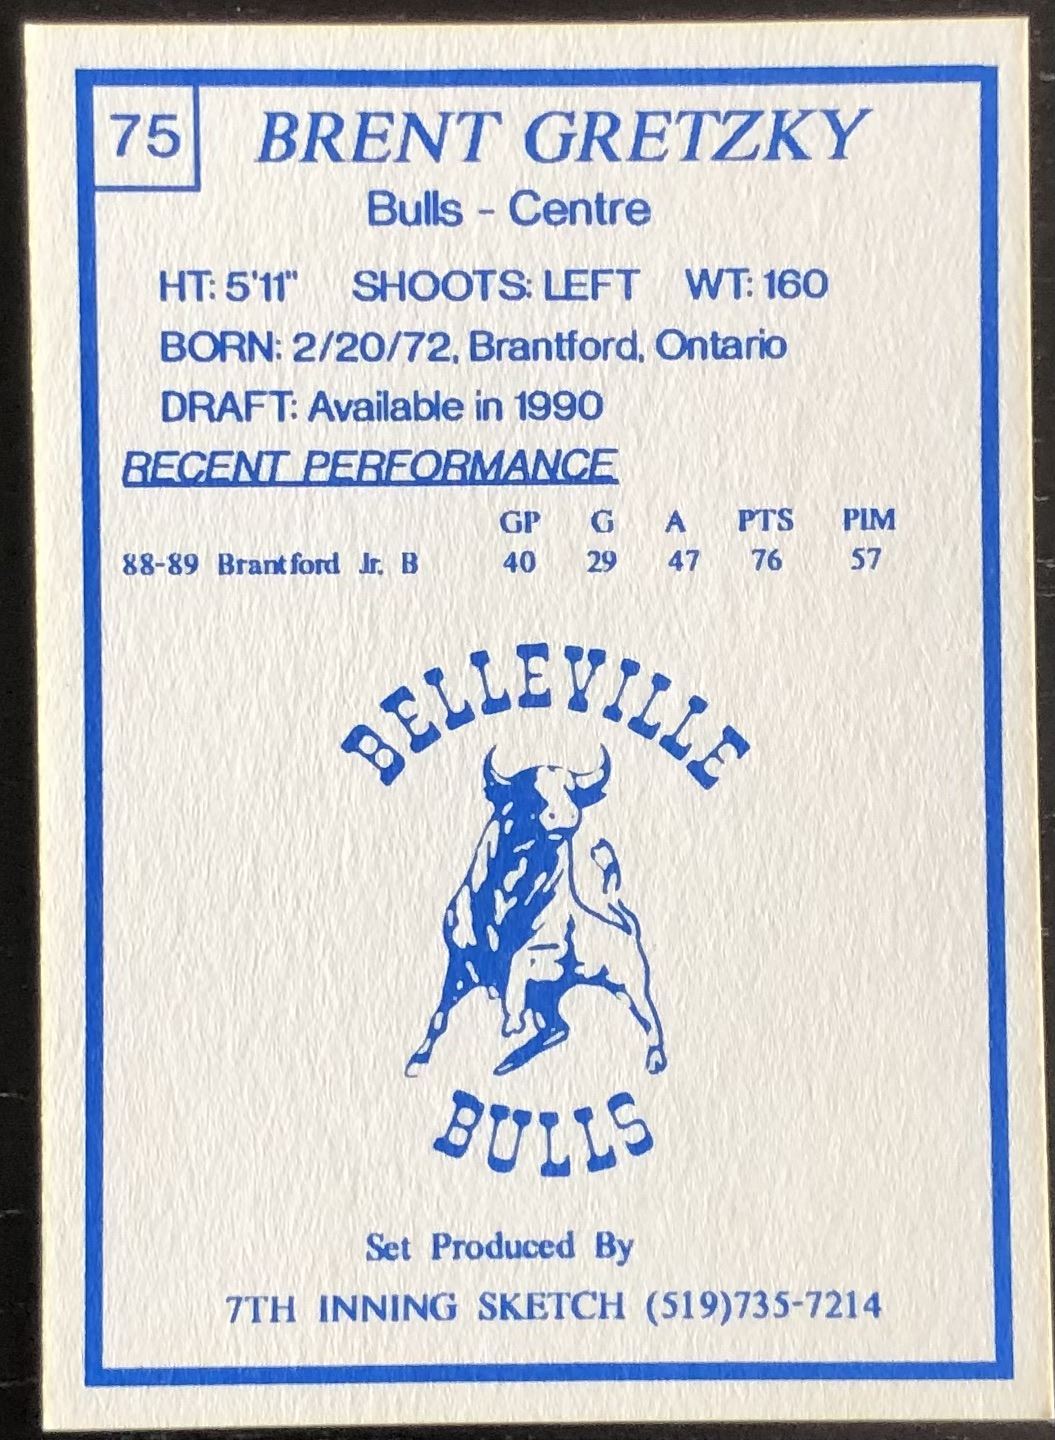 75 BRENT GRETZKY
Bulls - Centre
HT: 5'11" SHOOTS: LEFT WT: 160
BORN: 2/20/72, Brantford, Ontario
DRAFT: Available in 1990
RECENT PERFORMANCE
GP G A PTS PIM
88-89 Brantford Jr. B 40 29 47 76 57
BELLEVILLE
BULLS
Set Produced By
7TH INNING SKETCH (519)735-7214